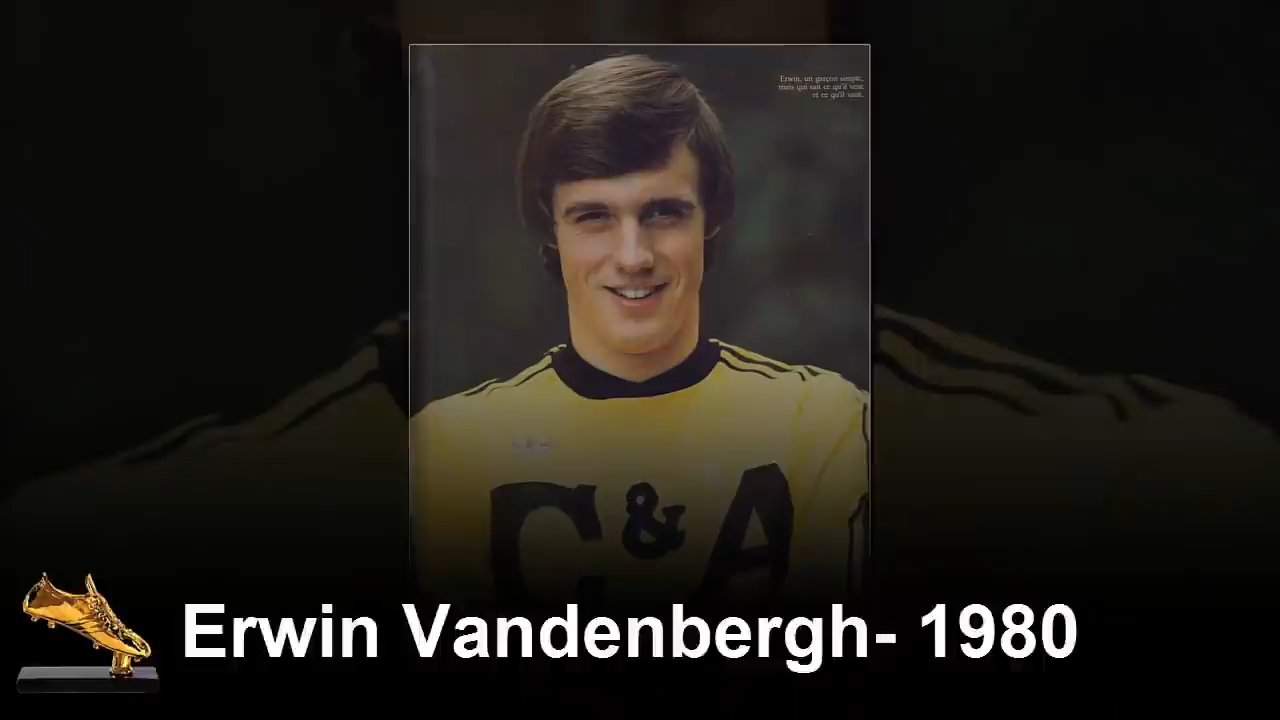 Erwin, un garçon simple,
mais qui sait ce qu'il veut
et ce qu'il vaut.
C&A
Erwin Vandenbergh- 1980